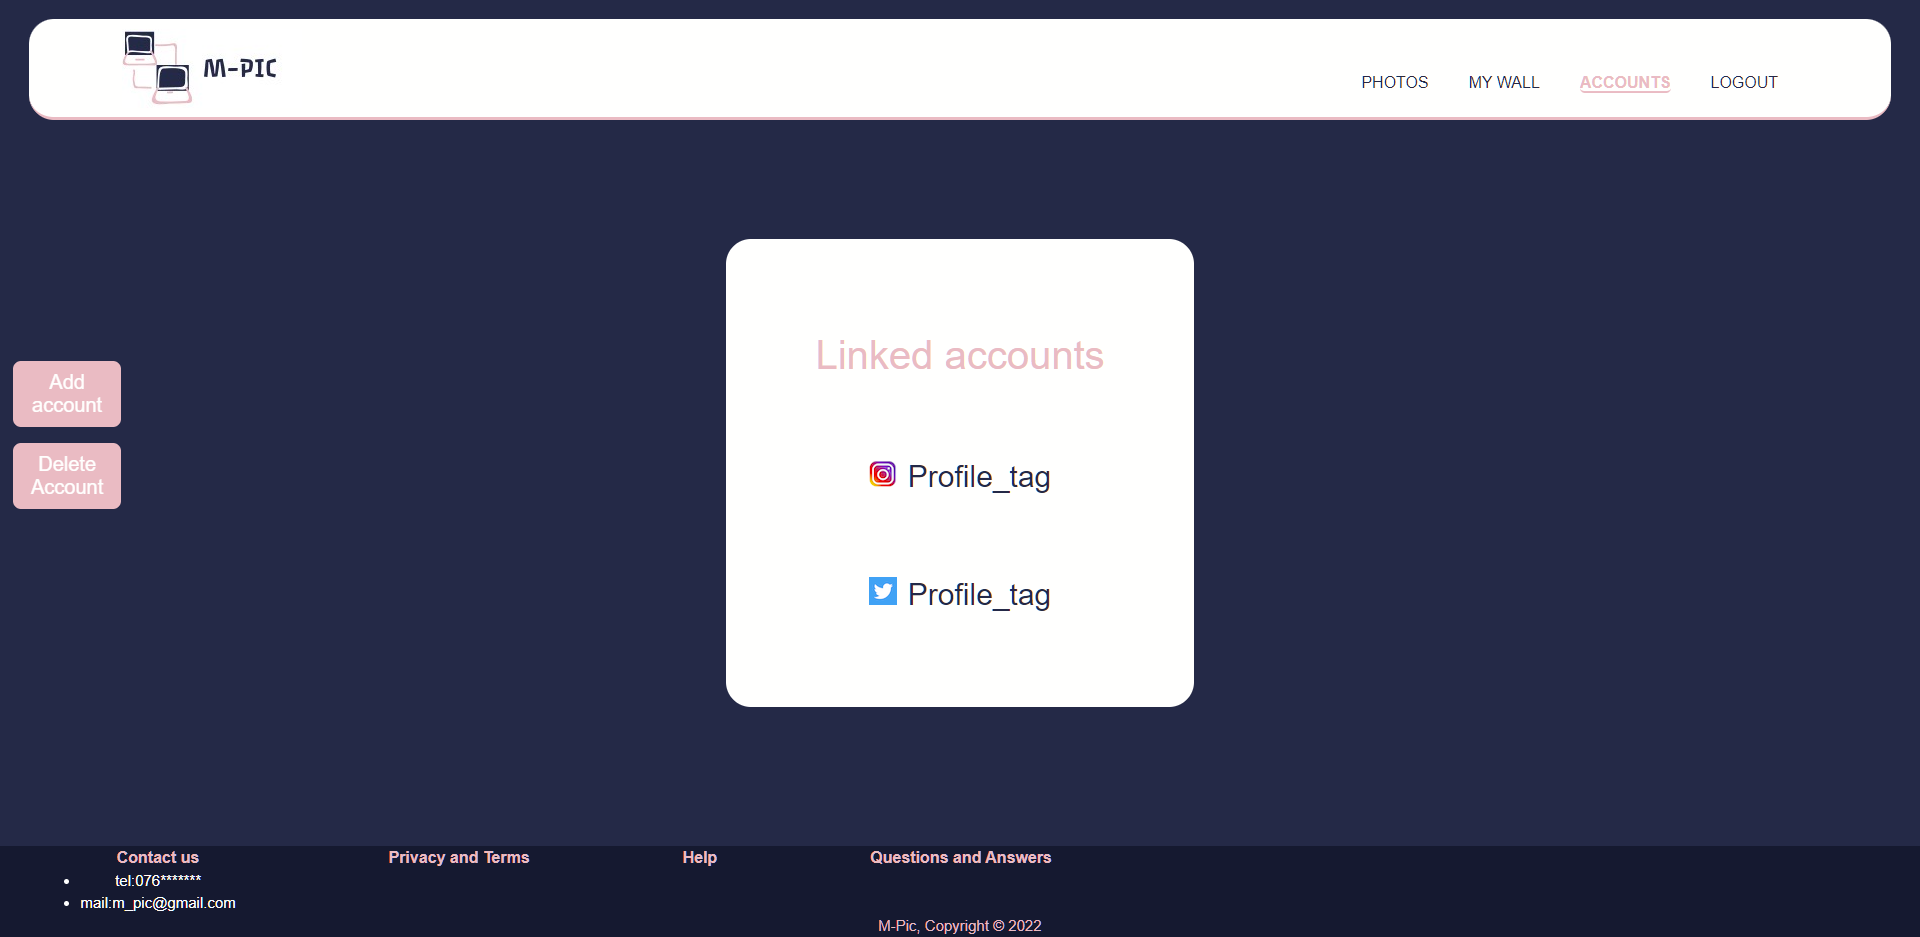 M-PIC
PHOTOS MY WALL ACCOUNTS LOGOUT
Linked accounts
Add
account
Delete
Account
Profile_tag
Profile_tag
Contact us
tel:076*******
mail:m_pic@gmail.com
Privacy and Terms
Help
Questions and Answers
M-Pic, Copyright © 2022